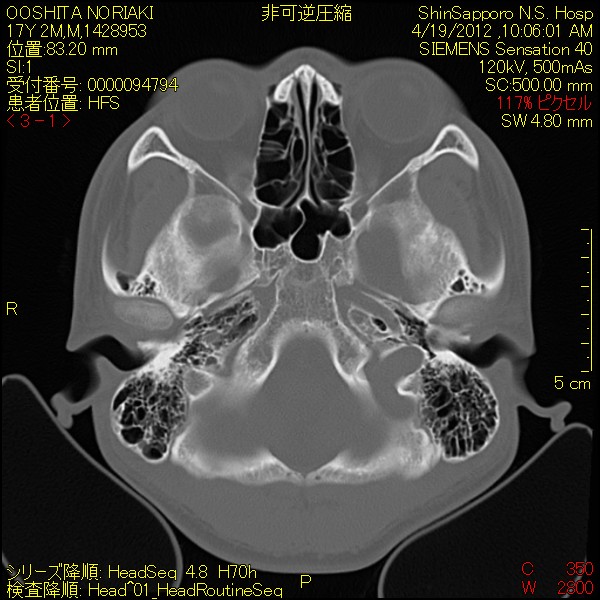 OOSHITA NORIAKI
17Y 2M,M,1428953
位置:83.20 mm
SI:1
受付番号: 0000094794
患者位置: HFS
<3-1>
非可逆圧縮
ShinSapporo N.S. Hosp
4/19/2012 ,10:06:01 AM
SIEMENS Sensation 40
120kV, 500mAs
SC:500.00 mm
117% ピクセル
SW 4.80 mm
R
5 cm
シリーズ降順: HeadSeq 4.8 H70h
検査降順: Head^01_HeadRoutineSeq
P
C 350
W 2800